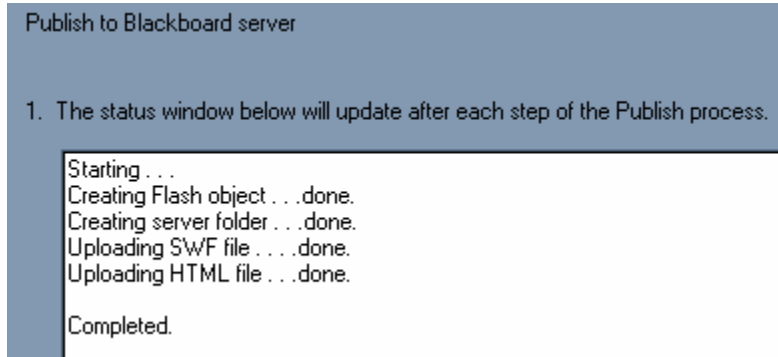 Publish to Blackboard server
1. The status window below will update after each step of the Publish process.
Starting . . .
Creating Flash object . . .done.
Creating server folder . . .done.
Uploading SWF file . . . .done.
Uploading HTML file . . .done.
Completed.